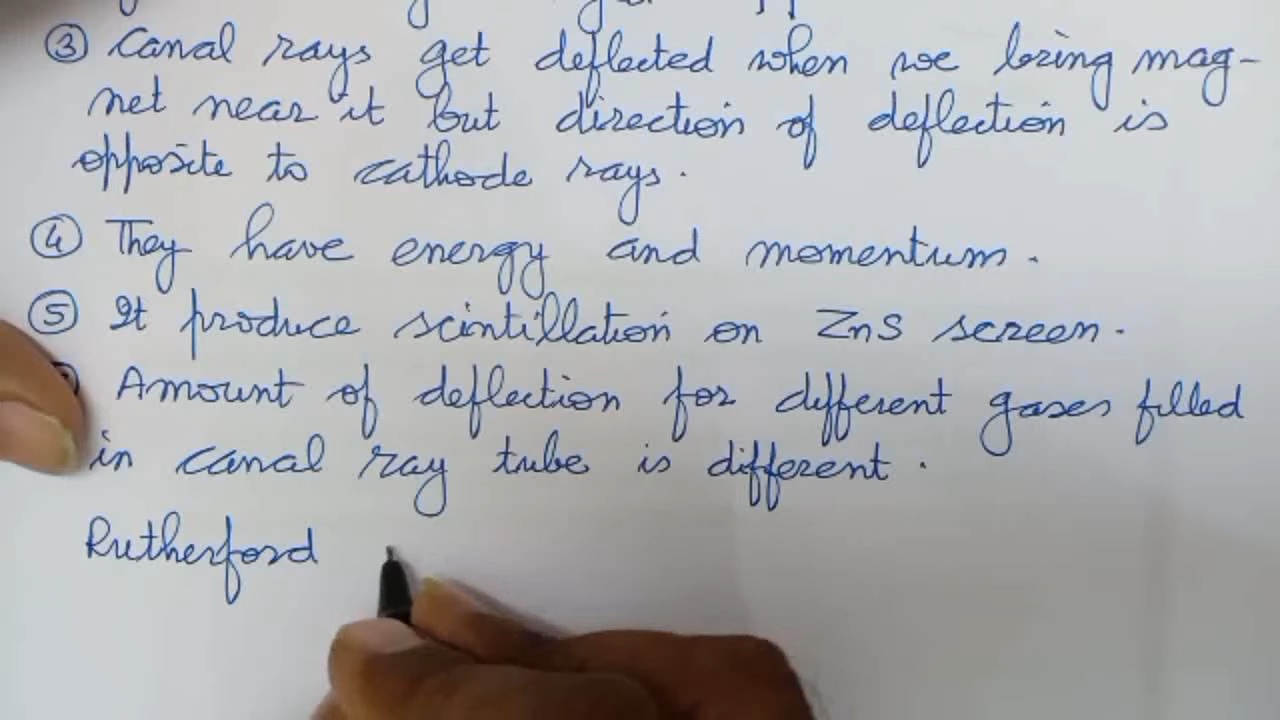 ③ Canal rays get deflected when we bring mag-
net near it but direction of deflection is
opposite to cathode rays.
④ They have energy and momentum.
⑤ It produce scintillation on ZnS screen.
Amount of deflection for different gases filled
in canal ray tube is different.
Rutherford